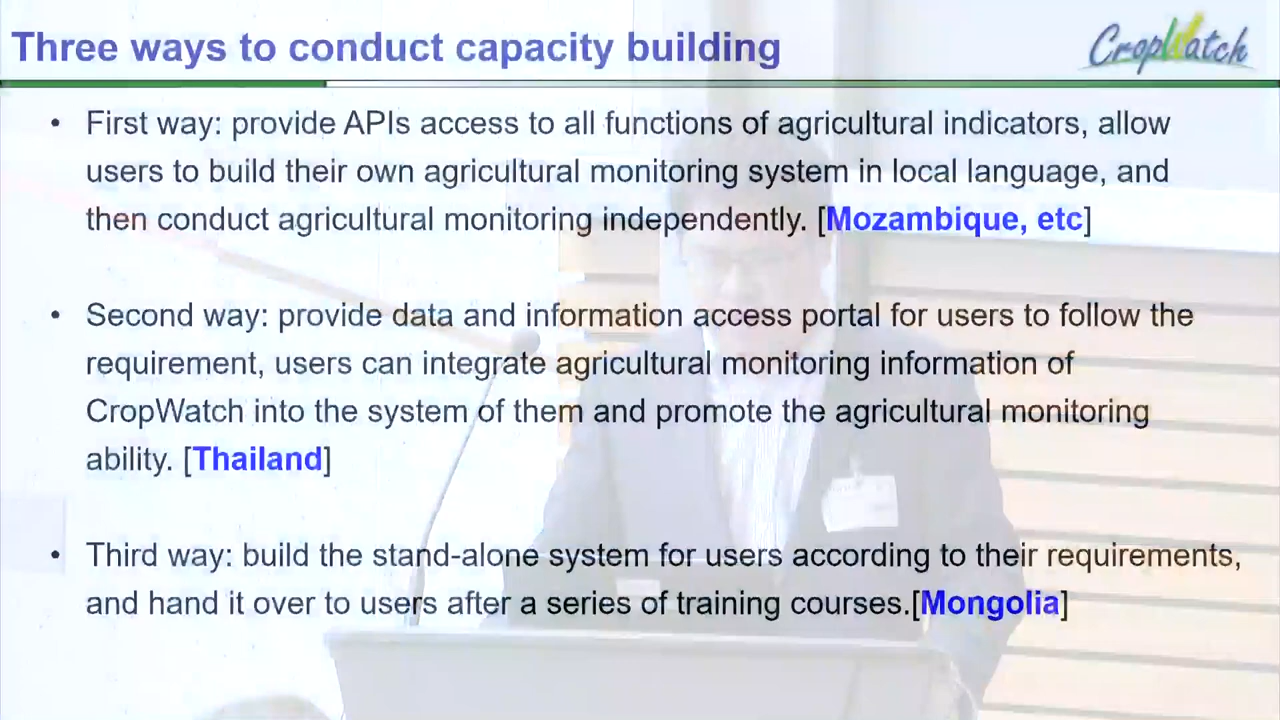 Three ways to conduct capacity building
CropWatch
• First way: provide APIs access to all functions of agricultural indicators, allow
users to build their own agricultural monitoring system in local language, and
then conduct agricultural monitoring independently. [Mozambique, etc]
• Second way: provide data and information access portal for users to follow the
requirement, users can integrate agricultural monitoring information of
CropWatch into the system of them and promote the agricultural monitoring
ability. [Thailand]
• Third way: build the stand-alone system for users according to their requirements,
and hand it over to users after a series of training courses.[Mongolia]